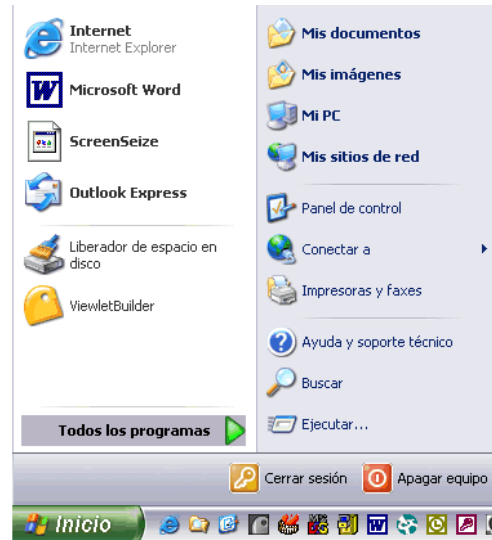 Internet
Internet Explorer
Microsoft Word
ScreenSeize
Outlook Express
Liberador de espacio en
disco
ViewletBuilder
Todos los programas
Mis documentos
Mis imágenes
Mi PC
Mis sitios de red
Panel de control
Conectar a
Impresoras y faxes
Ayuda y soporte técnico
Buscar
Ejecutar...
Cerrar sesión
Apagar equipo
Inicio